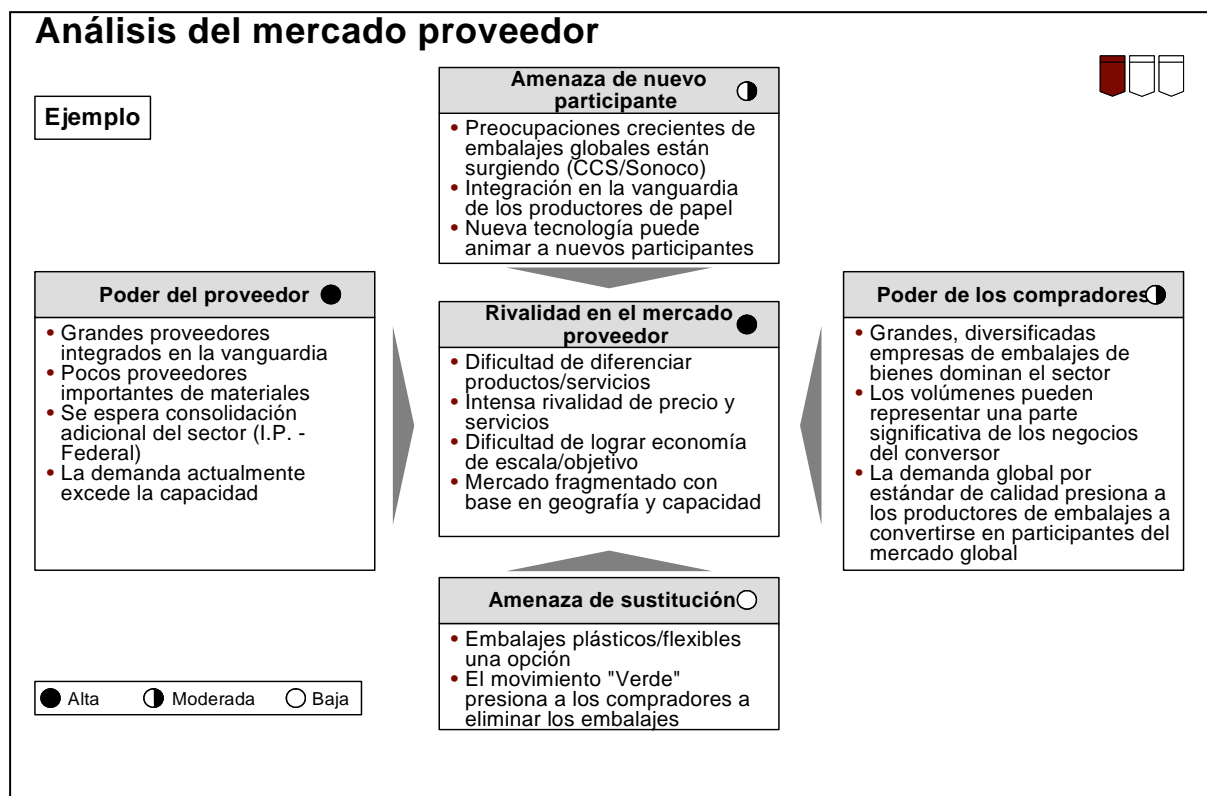 Análisis del mercado proveedor
Ejemplo
Amenaza de nuevo
participante
• Preocupaciones crecientes de
embalajes globales están
surgiendo (CCS/Sonoco)
• Integración en la vanguardia
de los productores de papel
• Nueva tecnología puede
animar a nuevos participantes
Poder del proveedor
• Grandes proveedores
integrados en la vanguardia
• Pocos proveedores
importantes de materiales
• Se espera consolidación
adicional del sector (I.P. -
Federal)
• La demanda actualmente
excede la capacidad
Rivalidad en el mercado
proveedor
• Dificultad de diferenciar
productos/servicios
• Intensa rivalidad de precio y
servicios
• Dificultad de lograr economía
de escala/objetivo
• Mercado fragmentado con
base en geografía y capacidad
Poder de los compradores
• Grandes, diversificadas
empresas de embalajes de
bienes dominan el sector
• Los volúmenes pueden
representar una parte
significativa de los negocios
del conversor
• La demanda global por
estándar de calidad presiona a
los productores de embalajes a
convertirse en participantes del
mercado global
Amenaza de sustitución
• Embalajes plásticos/flexibles
una opción
• El movimiento "Verde"
presiona a los compradores a
eliminar los embalajes
Alta Moderada Baja